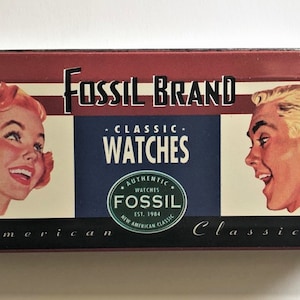 FOSSIL BRAND
· CLASSIC ·
WATCHES
· AUTHENTIC ·
WATCHES
FOSSIL
EST. 1984
NEW AMERICAN CLASSIC
merican Classic